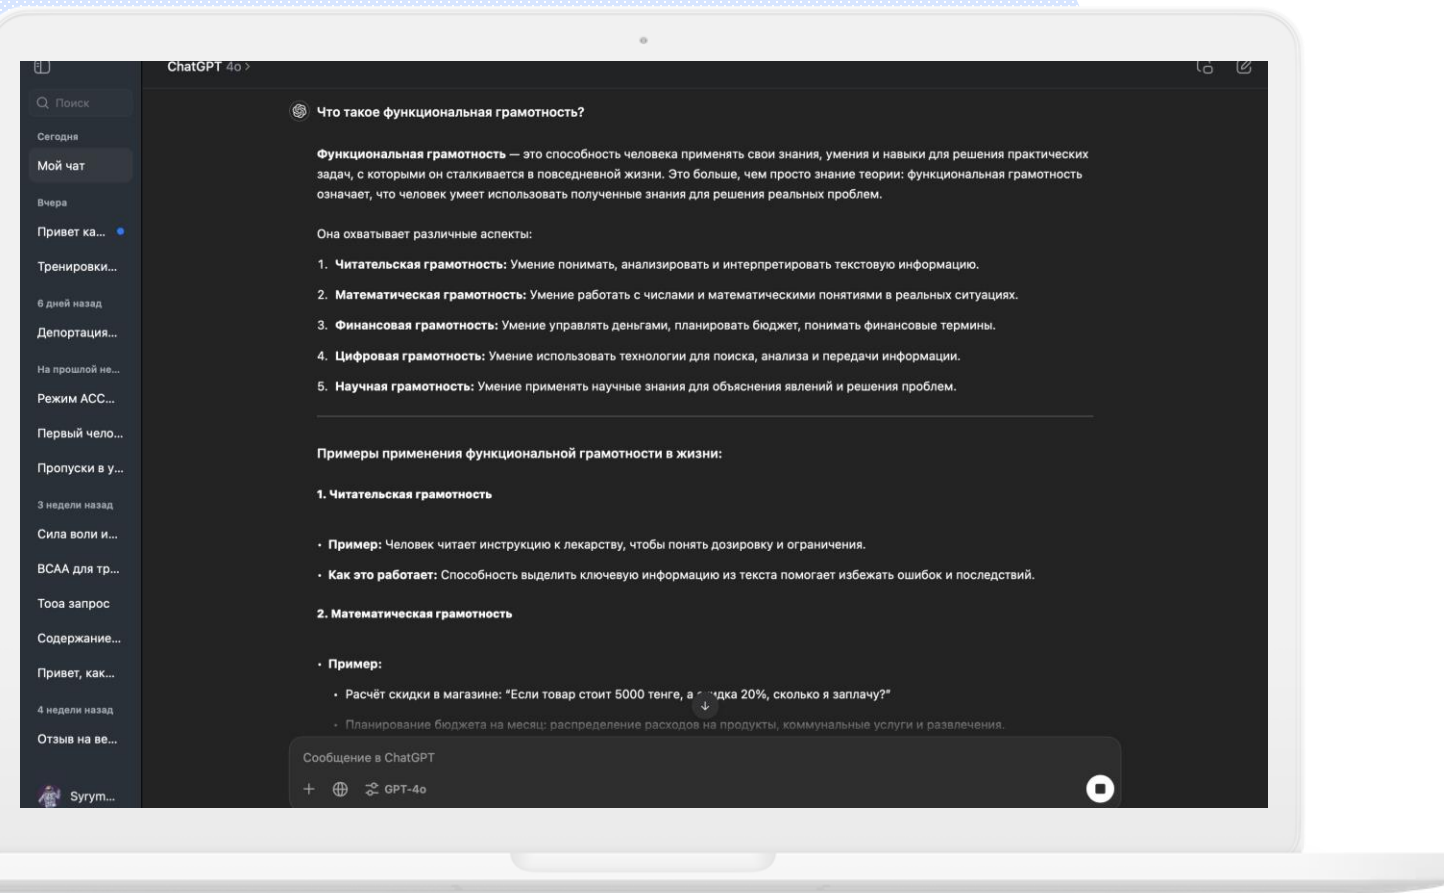 ChatGPT 4o >
Поиск
Сегодня
Мой чат
Вчера
Привет ка...
Тренировки...
6 дней назад
Депортация...
На прошлой не...
Режим АСС...
Первый чело...
Пропуски в у...
3 недели назад
Сила воли и...
BCAA для тр...
Тооа запрос
Содержание...
Привет, как...
4 недели назад
Отзыв на ве...
Syrym...
Что такое функциональная грамотность?
Функциональная грамотность — это способность человека применять свои знания, умения и навыки для решения практических
задач, с которыми он сталкивается в повседневной жизни. Это больше, чем просто знание теории: функциональная грамотность
означает, что человек умеет использовать полученные знания для решения реальных проблем.
Она охватывает различные аспекты:
1. Читательская грамотность: Умение понимать, анализировать и интерпретировать текстовую информацию.
2. Математическая грамотность: Умение работать с числами и математическими понятиями в реальных ситуациях.
3. Финансовая грамотность: Умение управлять деньгами, планировать бюджет, понимать финансовые термины.
4. Цифровая грамотность: Умение использовать технологии для поиска, анализа и передачи информации.
5. Научная грамотность: Умение применять научные знания для объяснения явлений и решения проблем.
Примеры применения функциональной грамотности в жизни:
1. Читательская грамотность
• Пример: Человек читает инструкцию к лекарству, чтобы понять дозировку и ограничения.
• Как это работает: Способность выделить ключевую информацию из текста помогает избежать ошибок и последствий.
2. Математическая грамотность
• Пример:
• Расчёт скидки в магазине: “Если товар стоит 5000 тенге, а скидка 20%, сколько я заплачу?”
• Планирование бюджета на месяц: распределение расходов на продукты, коммунальные услуги и развлечения.
Сообщение в ChatGPT
GPT-4o